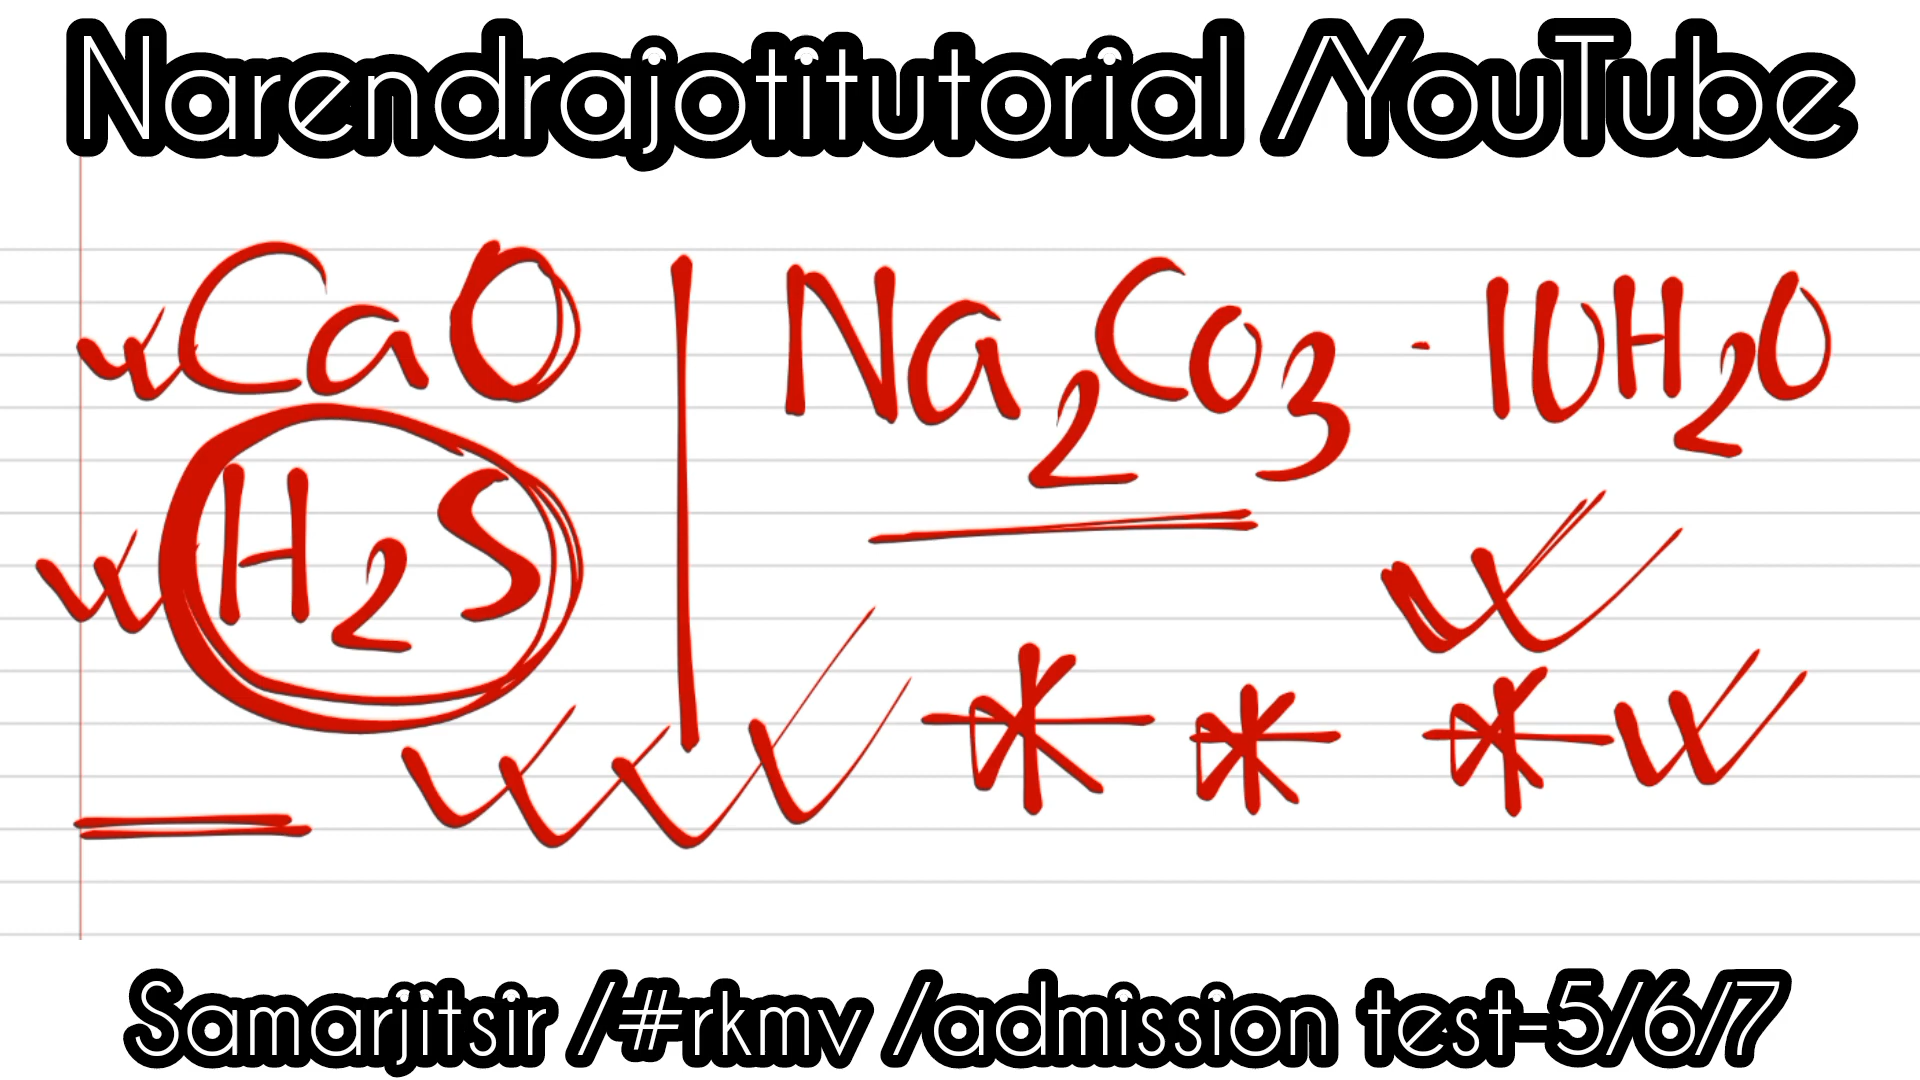 Narendrajotitutorial /YouTube
CaO | Na2Co3 · 10H2O
H2S
Samarjitsir /#rkmv /admission test=5/6/7